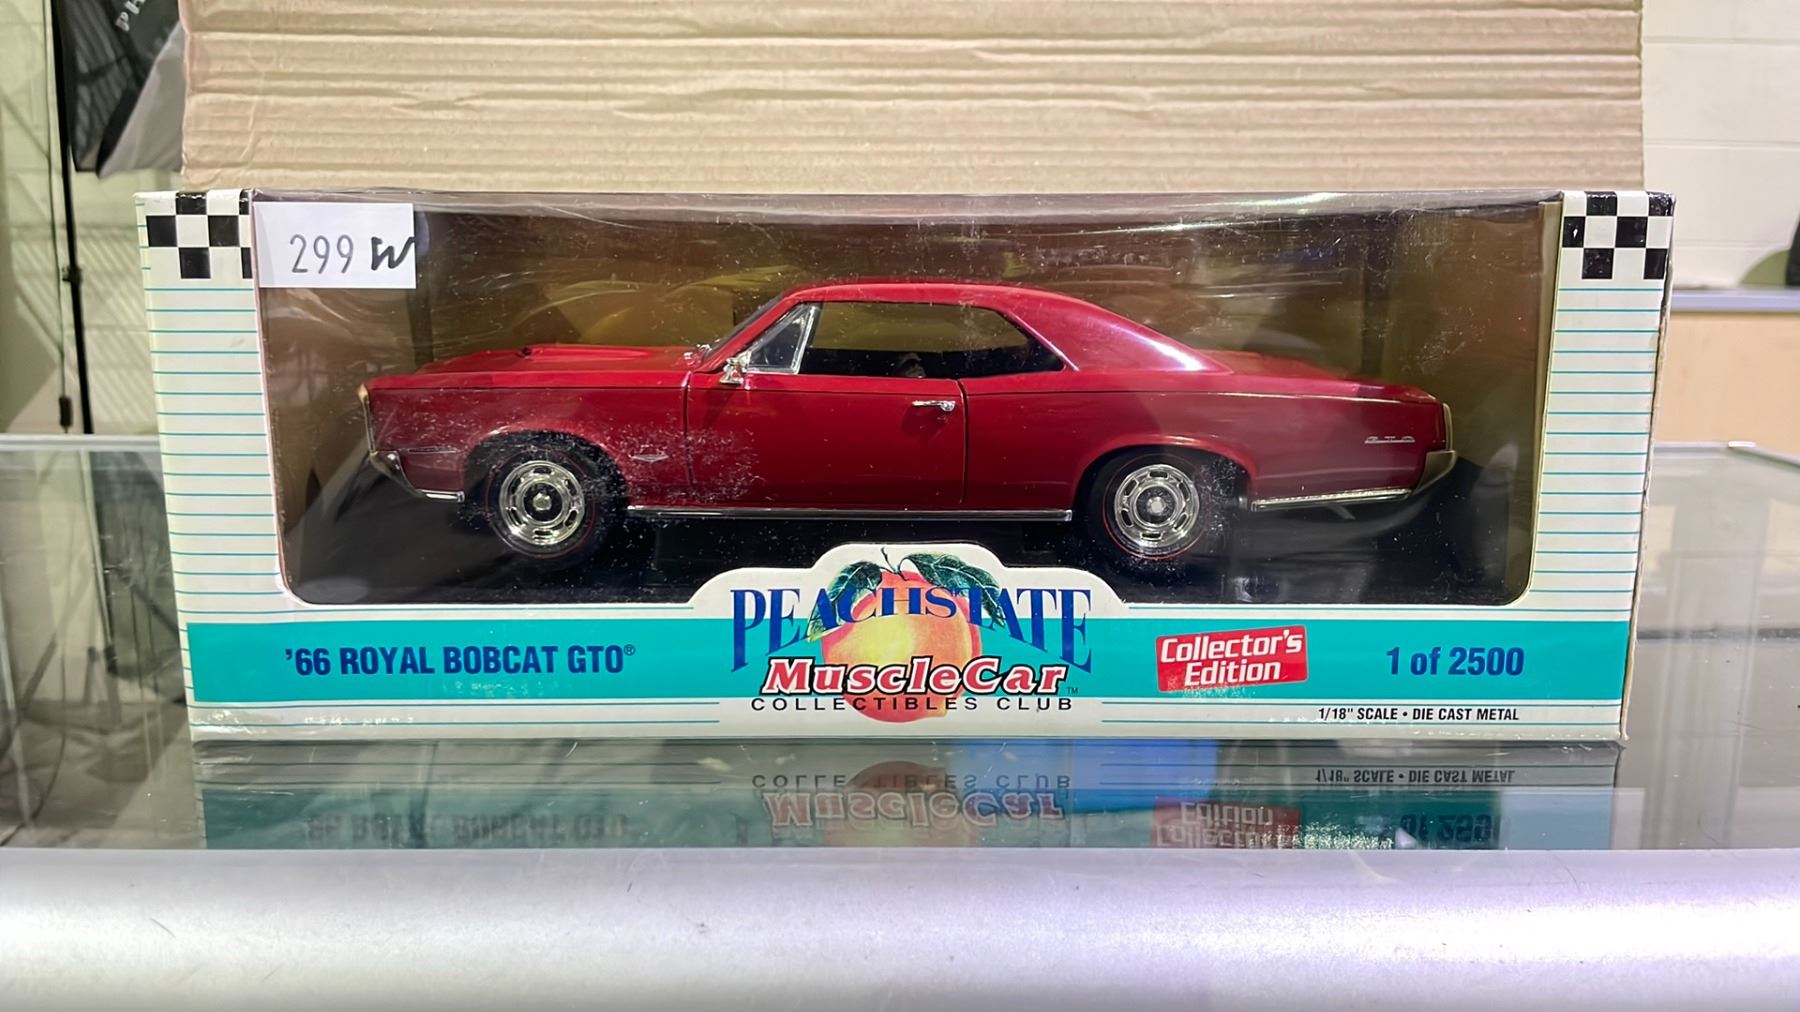 299 W
GTO
PEACHSTATE
'66 ROYAL BOBCAT GTO®
MuscleCar™
COLLECTIBLES CLUB
Collector's
Edition
1 of 2500
1/18" SCALE • DIE CAST METAL